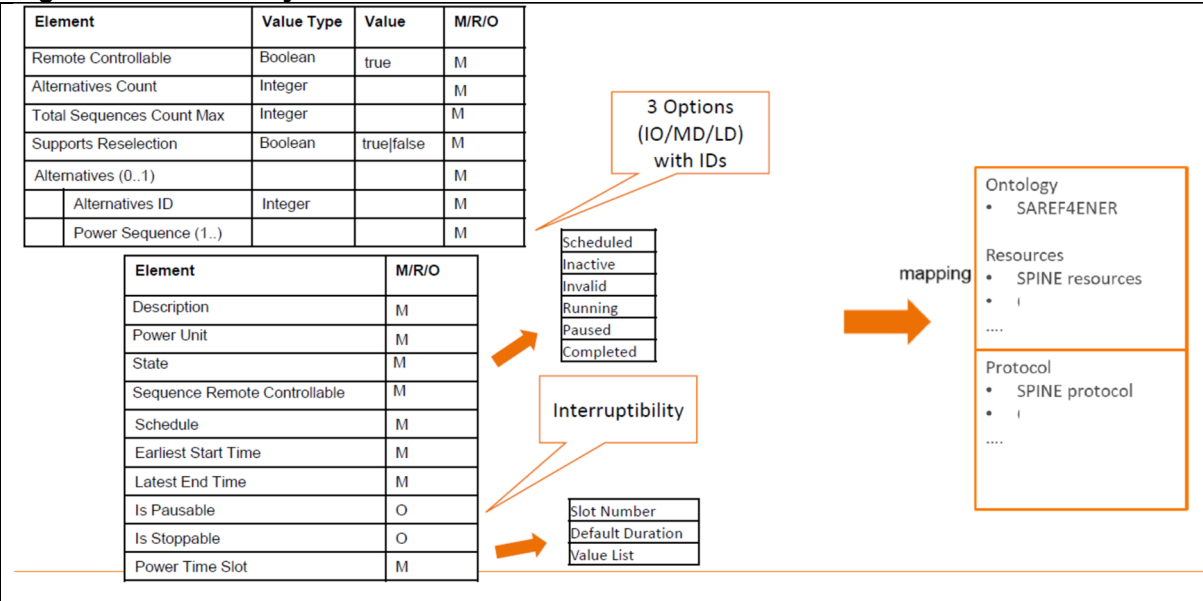 Element Value Type Value M/R/O
Remote Controllable Boolean true M
Alternatives Count Integer M
Total Sequences Count Max Integer M
Supports Reselection Boolean true|false M
Alternatives (0..1) M
Alternatives ID Integer M
Power Sequence (1..) M
3 Options
(IO/MD/LD)
with IDs
Element M/R/O
Description M
Power Unit M
State M
Sequence Remote Controllable M
Schedule M
Earliest Start Time M
Latest End Time M
Is Pausable O
Is Stoppable O
Power Time Slot M
Scheduled
Inactive
Invalid
Running
Paused
Completed
Interruptibility
Slot Number
Default Duration
Value List
mapping
Ontology
• SAREF4ENER
Resources
• SPINE resources
• (
....
Protocol
• SPINE protocol
• (
....